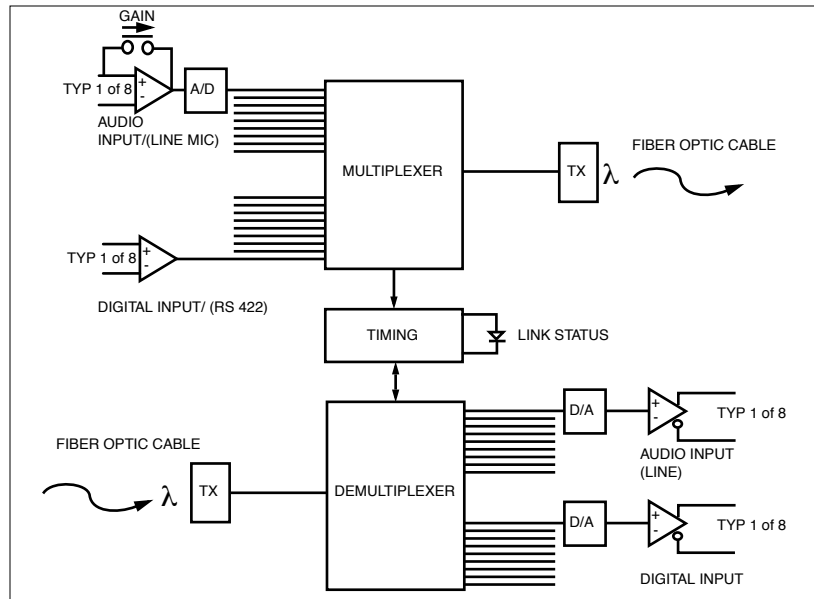 GAIN
TYP 1 of 8
+
-
A/D
AUDIO
INPUT/(LINE MIC)
MULTIPLEXER
TX
λ
FIBER OPTIC CABLE
TYP 1 of 8
+
-
DIGITAL INPUT/ (RS 422)
TIMING
LINK STATUS
FIBER OPTIC CABLE
λ
TX
DEMULTIPLEXER
D/A
+
-
TYP 1 of 8
AUDIO INPUT
(LINE)
D/A
+
-
TYP 1 of 8
DIGITAL INPUT